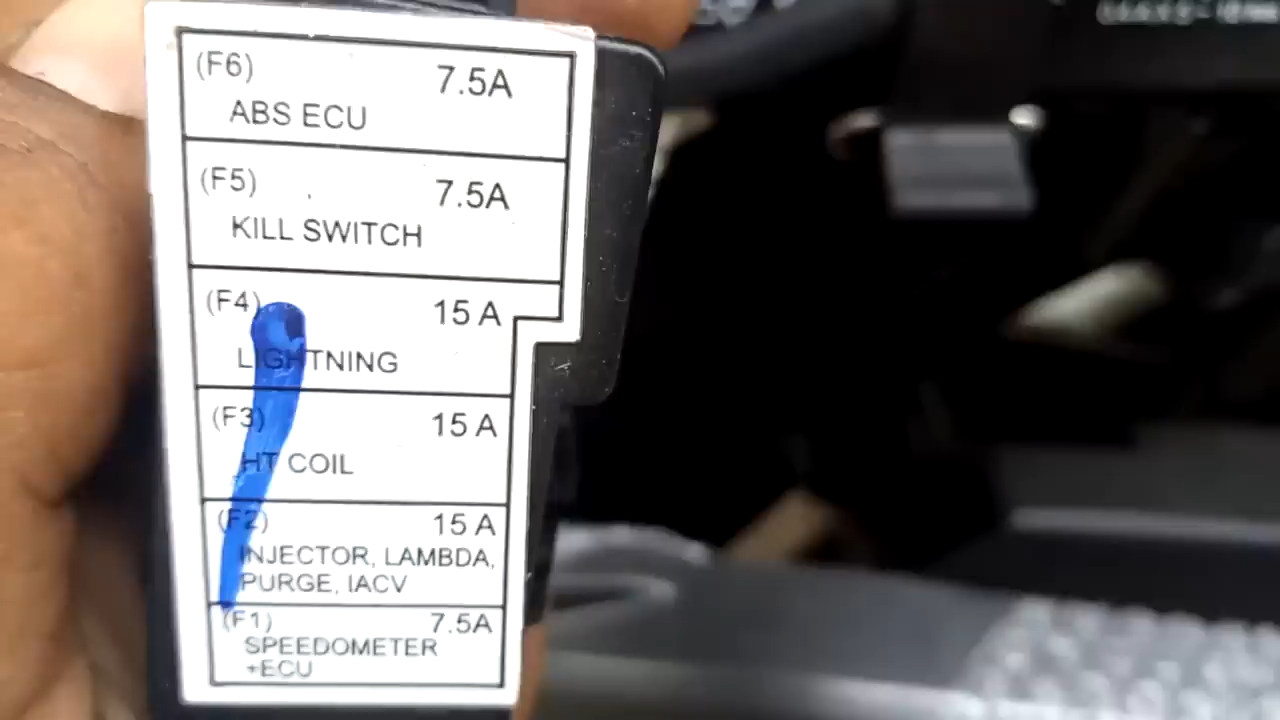 (F6) 7.5A
ABS ECU
(F5) 7.5A
KILL SWITCH
(F4) 15 A
LIGHTNING
(F3) 15 A
HT COIL
(F2) 15 A
INJECTOR, LAMBDA,
PURGE, IACV
(F1) 7.5A
SPEEDOMETER
+ECU